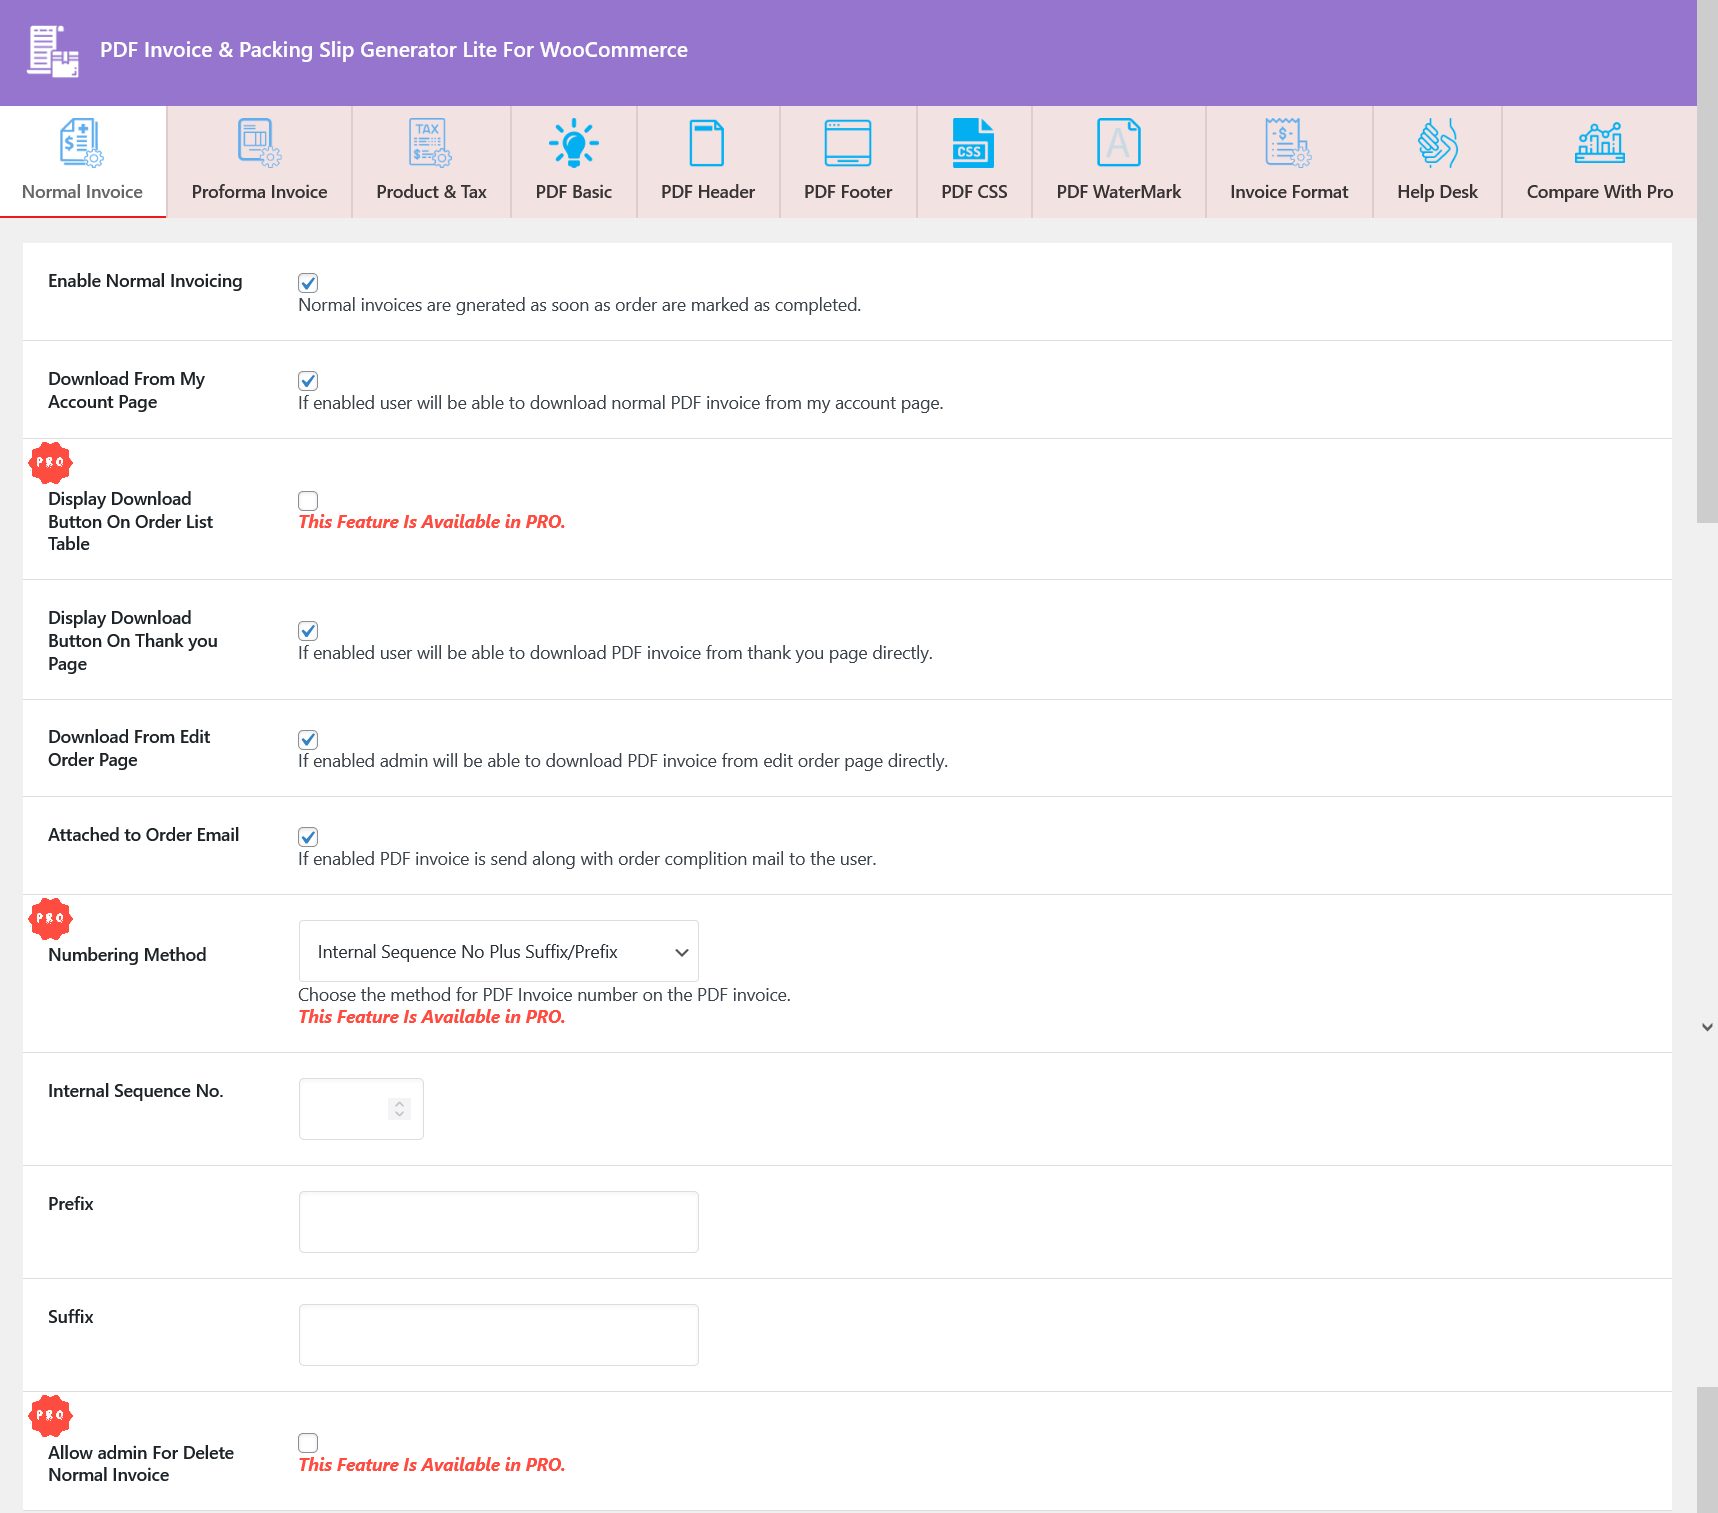 PDF Invoice & Packing Slip Generator Lite For WooCommerce
Normal Invoice
Proforma Invoice
TAX
Product & Tax
PDF Basic
PDF Header
PDF Footer
CSS
PDF CSS
A
PDF WaterMark
Invoice Format
Help Desk
Compare With Pro
Enable Normal Invoicing
Normal invoices are gnerated as soon as order are marked as completed.
Download From My
Account Page
If enabled user will be able to download normal PDF invoice from my account page.
PRO
Display Download
Button On Order List
Table
This Feature Is Available in PRO.
Display Download
Button On Thank you
Page
If enabled user will be able to download PDF invoice from thank you page directly.
Download From Edit
Order Page
If enabled admin will be able to download PDF invoice from edit order page directly.
Attached to Order Email
If enabled PDF invoice is send along with order complition mail to the user.
PRO
Numbering Method
Internal Sequence No Plus Suffix/Prefix
Choose the method for PDF Invoice number on the PDF invoice.
This Feature Is Available in PRO.
Internal Sequence No.
Prefix
Suffix
PRO
Allow admin For Delete
Normal Invoice
This Feature Is Available in PRO.